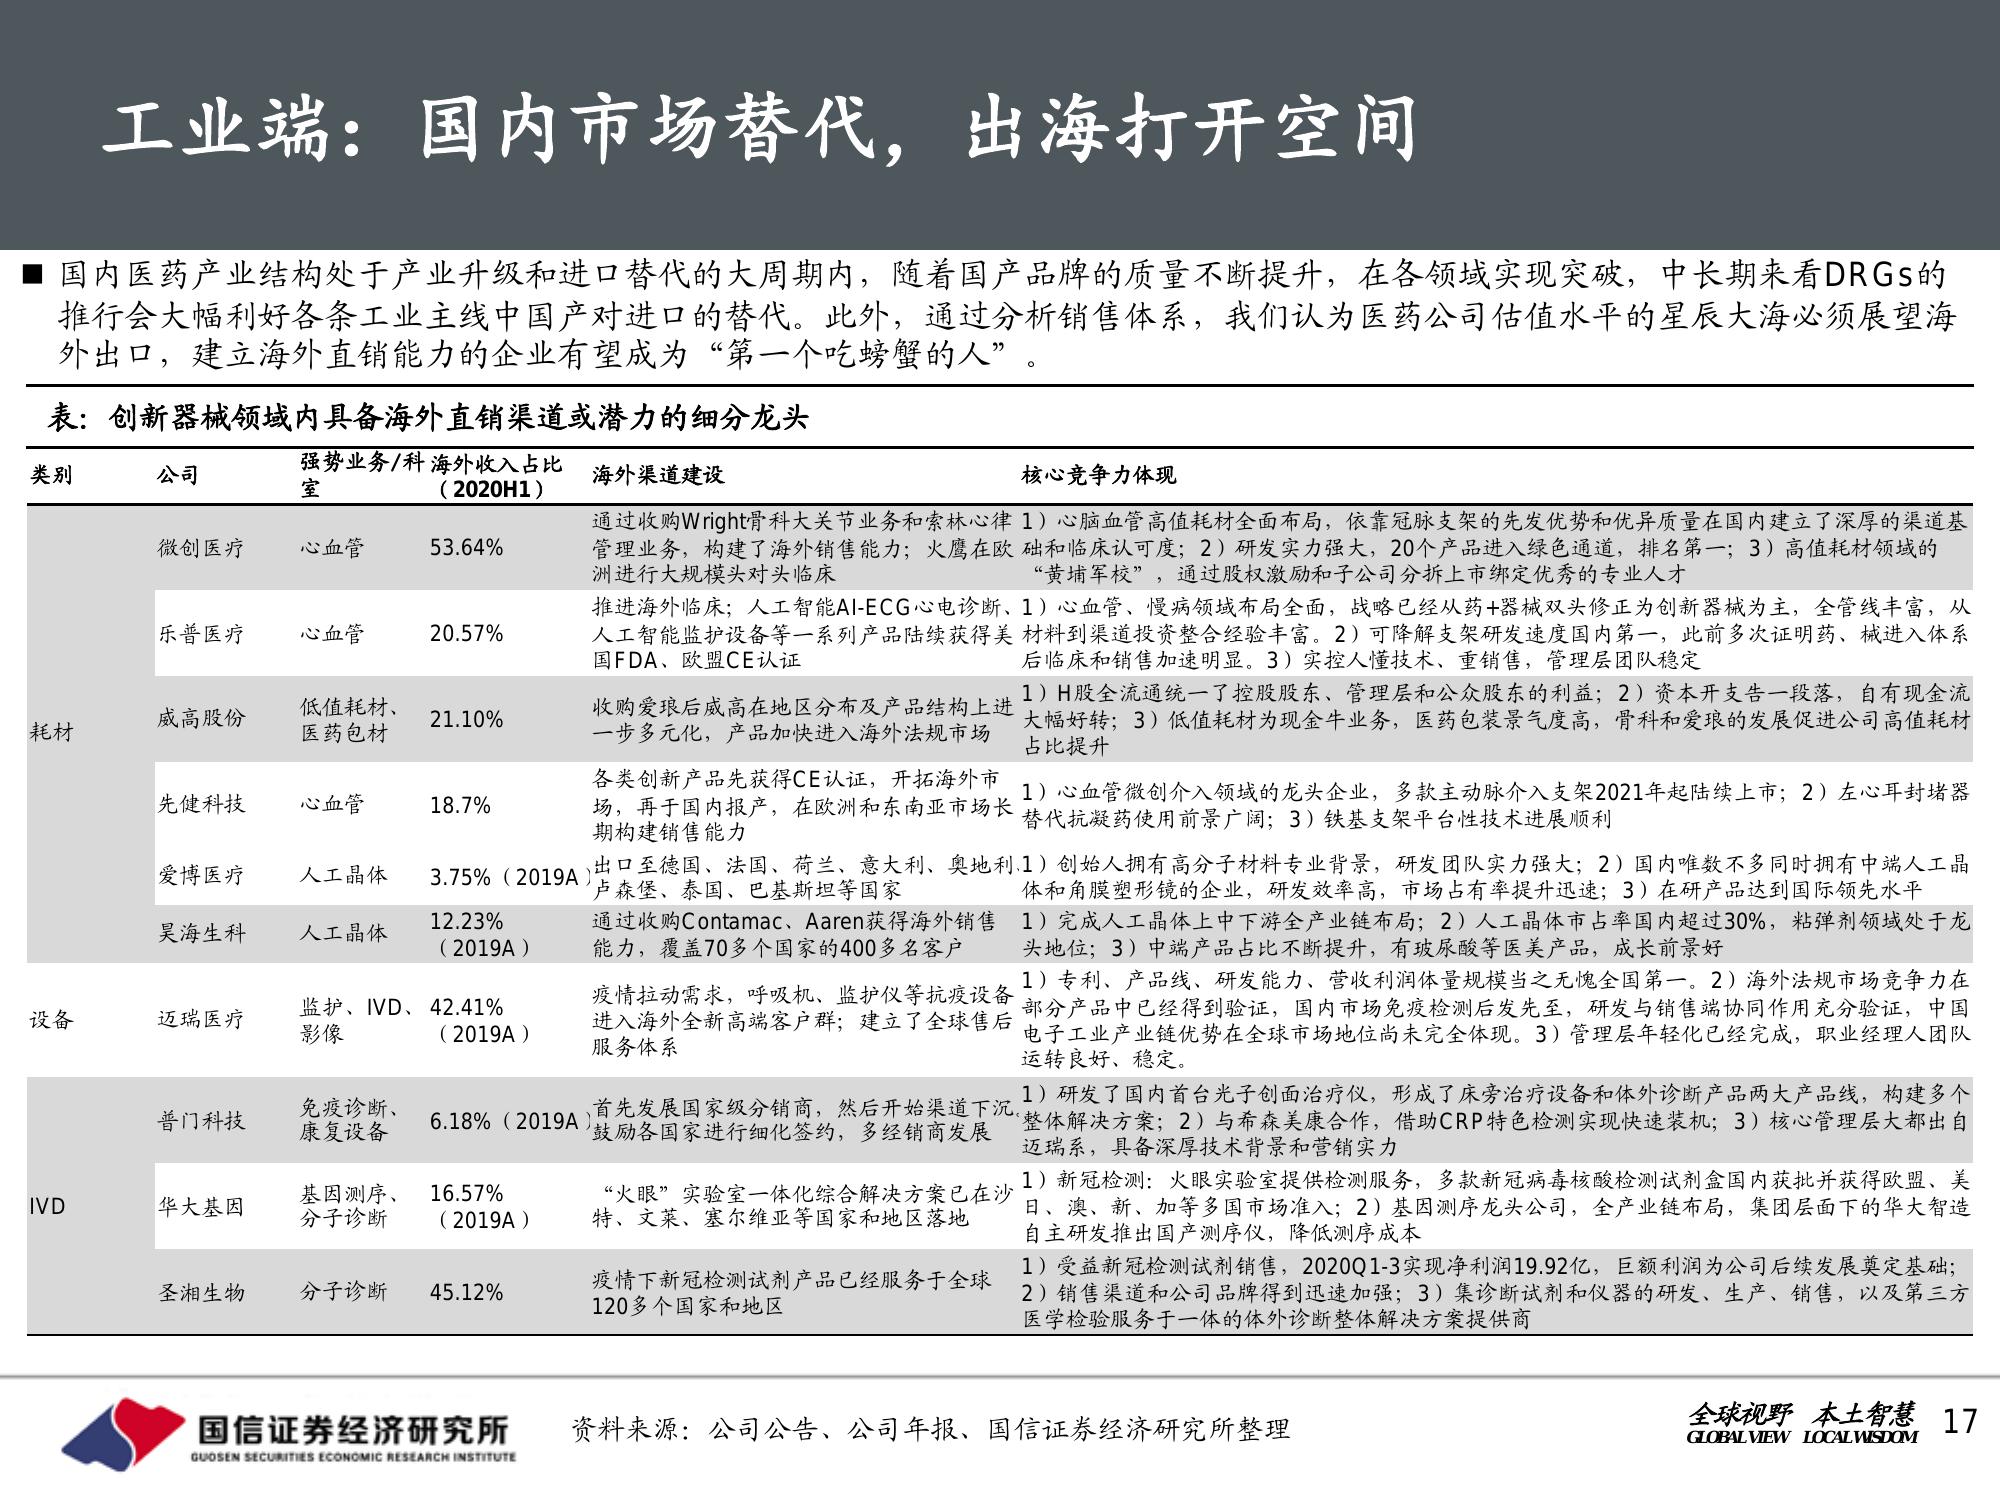 工业端：国内市场替代，出海打开空间
■ 国内医药产业结构处于产业升级和进口替代的大周期内，随着国产品牌的质量不断提升，在各领域实现突破，中长期来看DRGs的
推行会大幅利好各条工业主线中国产对进口的替代。此外，通过分析销售体系，我们认为医药公司估值水平的星辰大海必须展望海
外出口，建立海外直销能力的企业有望成为“第一个吃螃蟹的人”。
表：创新器械领域内具备海外直销渠道或潜力的细分龙头
类别
公司
强势业务/科
室
海外收入占比
（2020H1）
海外渠道建设
核心竞争力体现
耗材
微创医疗
心血管
53.64%
通过收购Wright骨科大关节业务和索林心律
管理业务，构建了海外销售能力；火鹰在欧
洲进行大规模头对头临床
1）心脑血管高值耗材全面布局，依靠冠脉支架的先发优势和优异质量在国内建立了深厚的渠道基
础和临床认可度；2）研发实力强大，20个产品进入绿色通道，排名第一；3）高值耗材领域的
“黄埔军校”，通过股权激励和子公司分拆上市绑定优秀的专业人才
乐普医疗
心血管
20.57%
推进海外临床；人工智能AI-ECG心电诊断、
人工智能监护设备等一系列产品陆续获得美
国FDA、欧盟CE认证
1）心血管、慢病领域布局全面，战略已经从药+器械双头修正为创新器械为主，全管线丰富，从
材料到渠道投资整合经验丰富。2）可降解支架研发速度国内第一，此前多次证明药、械进入体系
后临床和销售加速明显。3）实控人懂技术、重销售，管理层团队稳定
威高股份
低值耗材、
医药包材
21.10%
收购爱琅后威高在地区分布及产品结构上进
一步多元化，产品加快进入海外法规市场
1）H股全流通统一了控股股东、管理层和公众股东的利益；2）资本开支告一段落，自有现金流
大幅好转；3）低值耗材为现金牛业务，医药包装景气度高，骨科和爱琅的发展促进公司高值耗材
占比提升
先健科技
心血管
18.7%
各类创新产品先获得CE认证，开拓海外市
场，再于国内报产，在欧洲和东南亚市场长
期构建销售能力
1）心血管微创介入领域的龙头企业，多款主动脉介入支架2021年起陆续上市；2）左心耳封堵器
替代抗凝药使用前景广阔；3）铁基支架平台性技术进展顺利
爱博医疗
人工晶体
3.75%（2019A）
出口至德国、法国、荷兰、意大利、奥地利、
卢森堡、泰国、巴基斯坦等国家
1）创始人拥有高分子材料专业背景，研发团队实力强大；2）国内唯数不多同时拥有中端人工晶
体和角膜塑形镜的企业，研发效率高，市场占有率提升迅速；3）在研产品达到国际领先水平
昊海生科
人工晶体
12.23%
（2019A）
通过收购Contamac、Aaren获得海外销售
能力，覆盖70多个国家的400多名客户
1）完成人工晶体上中下游全产业链布局；2）人工晶体市占率国内超过30%，粘弹剂领域处于龙
头地位；3）中端产品占比不断提升，有玻尿酸等医美产品，成长前景好
设备
迈瑞医疗
监护、IVD、
影像
42.41%
（2019A）
疫情拉动需求，呼吸机、监护仪等抗疫设备
进入海外全新高端客户群；建立了全球售后
服务体系
1）专利、产品线、研发能力、营收利润体量规模当之无愧全国第一。2）海外法规市场竞争力在
部分产品中已经得到验证，国内市场免疫检测后发先至，研发与销售端协同作用充分验证，中国
电子工业产业链优势在全球市场地位尚未完全体现。3）管理层年轻化已经完成，职业经理人团队
运转良好、稳定。
IVD
普门科技
免疫诊断、
康复设备
6.18%（2019A）
首先发展国家级分销商，然后开始渠道下沉。
鼓励各国家进行细化签约，多经销商发展
1）研发了国内首台光子创面治疗仪，形成了床旁治疗设备和体外诊断产品两大产品线，构建多个
整体解决方案；2）与希森美康合作，借助CRP特色检测实现快速装机；3）核心管理层大都出自
迈瑞系，具备深厚技术背景和营销实力
华大基因
基因测序、
分子诊断
16.57%
（2019A）
“火眼”实验室一体化综合解决方案已在沙
特、文莱、塞尔维亚等国家和地区落地
1）新冠检测：火眼实验室提供检测服务，多款新冠病毒核酸检测试剂盒国内获批并获得欧盟、美
日、澳、新、加等多国市场准入；2）基因测序龙头公司，全产业链布局，集团层面下的华大智造
自主研发推出国产测序仪，降低测序成本
圣湘生物
分子诊断
45.12%
疫情下新冠检测试剂产品已经服务于全球
120多个国家和地区
1）受益新冠检测试剂销售，2020Q1-3实现净利润19.92亿，巨额利润为公司后续发展奠定基础；
2）销售渠道和公司品牌得到迅速加强；3）集诊断试剂和仪器的研发、生产、销售，以及第三方
医学检验服务于一体的体外诊断整体解决方案提供商
国信证券经济研究所
GUOSEN SECURITIES ECONOMIC RESEARCH INSTITUTE
资料来源：公司公告、公司年报、国信证券经济研究所整理
全球视野 本土智慧
GLOBAL VIEW LOCAL WISDOM
17